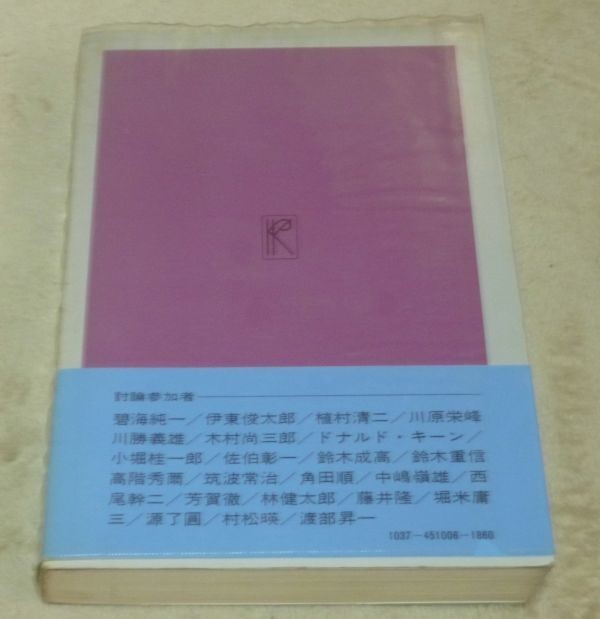 討論参加者
碧海純一／伊東俊太郎／植村清二／川原栄峰
川勝義雄／木村尚三郎／ドナルド・キーン／
小堀桂一郎／佐伯彰一／鈴木成高／鈴木重信
高階秀爾／筑波常治／角田順／中嶋嶺雄／西
尾幹二／芳賀徹／林健太郎／藤井隆／堀米庸
三／源了圓／村松暎／渡部昇一
1037-451006-1860